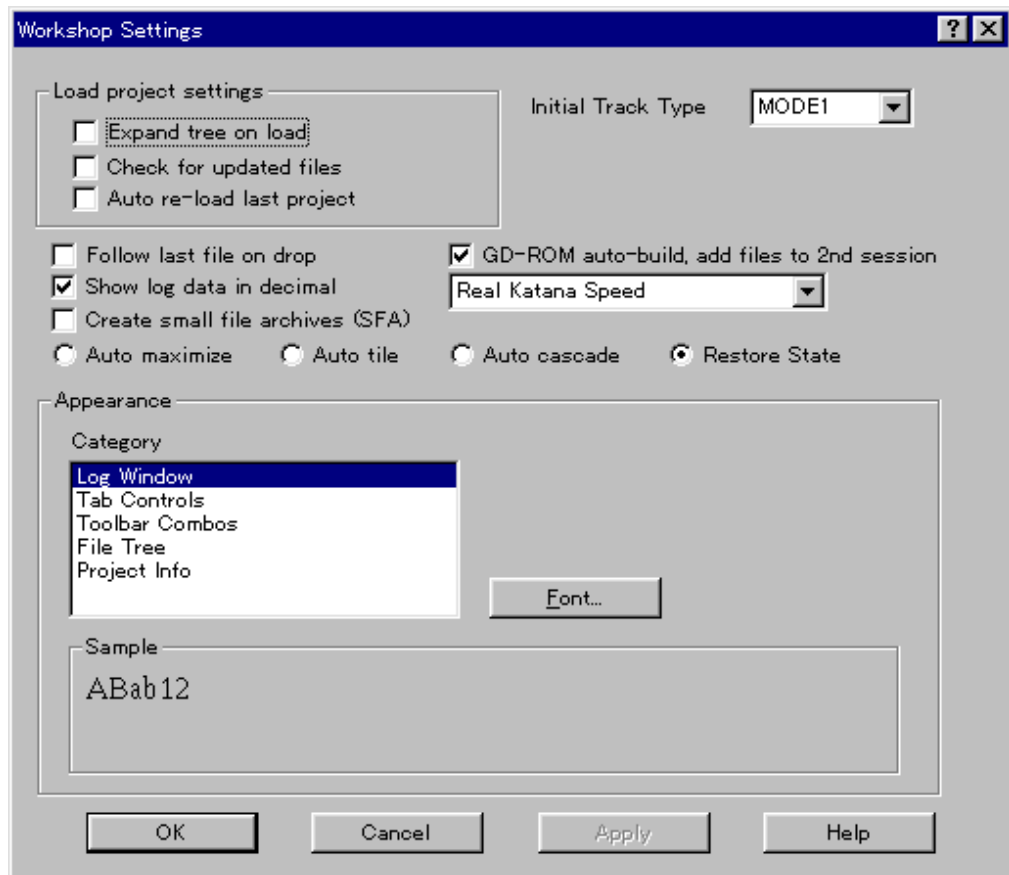 Workshop Settings
Load project settings
Expand tree on load
Check for updated files
Auto re-load last project
Initial Track Type
MODE1
Follow last file on drop
Show log data in decimal
Create small file archives (SFA)
GD-ROM auto-build, add files to 2nd session
Real Katana Speed
Auto maximize
Auto tile
Auto cascade
Restore State
Appearance
Category
Log Window
Tab Controls
Toolbar Combos
File Tree
Project Info
Font...
Sample
ABab12
OK
Cancel
Apply
Help